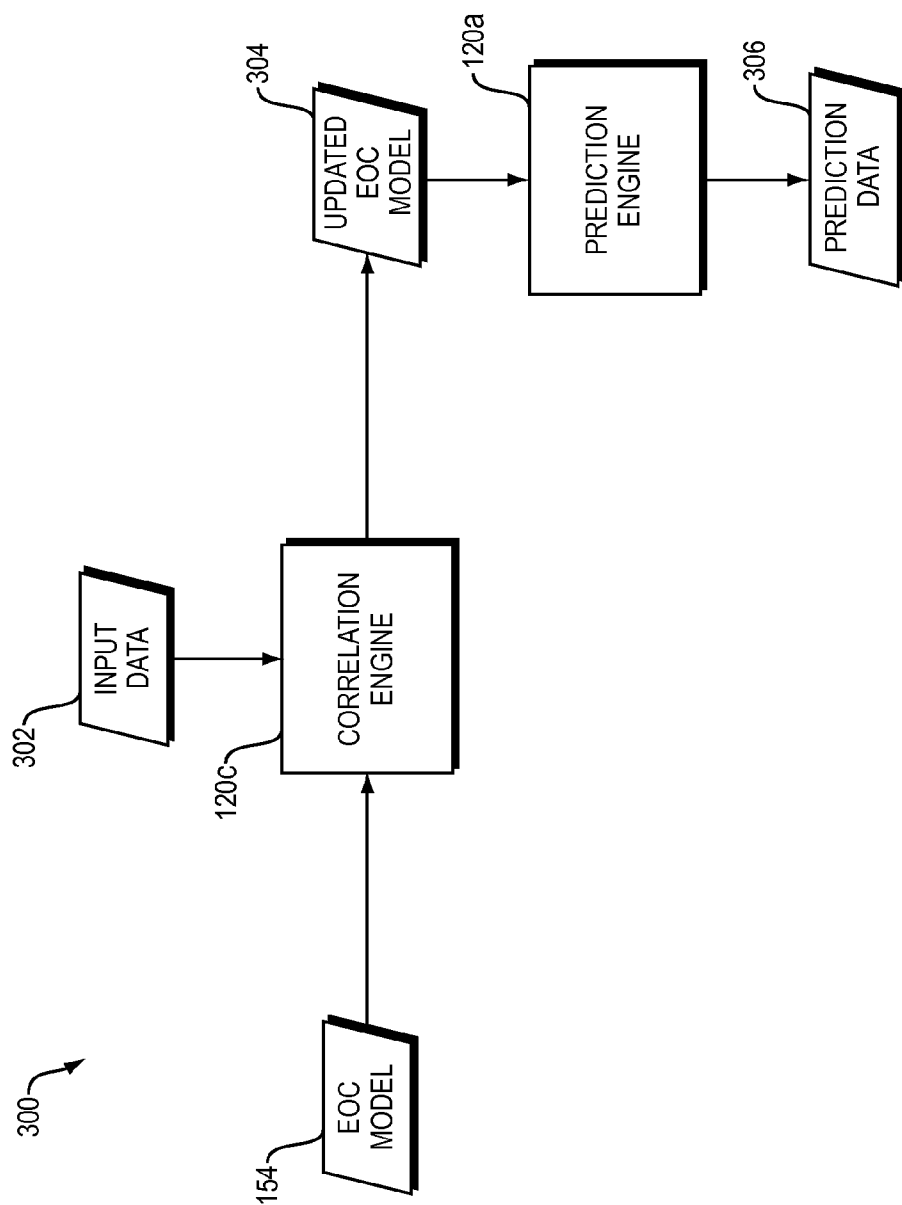 300
154
EOC
MODEL
302
INPUT
DATA
120c
CORRELATION
ENGINE
304
UPDATED
EOC
MODEL
120a
PREDICTION
ENGINE
306
PREDICTION
DATA